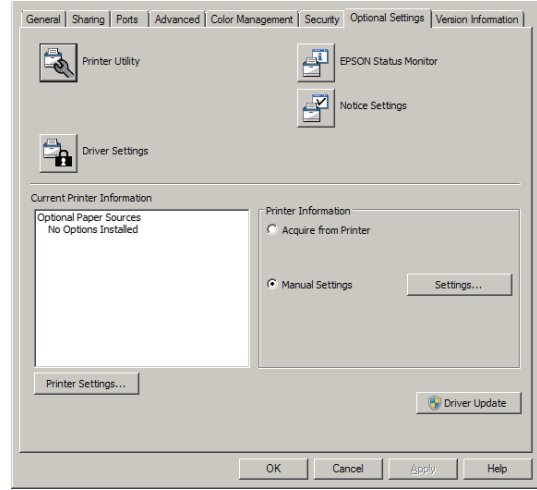 General Sharing Ports Advanced Color Management Security Optional Settings Version Information
Printer Utility
EPSON Status Monitor
Notice Settings
Driver Settings
Current Printer Information
Optional Paper Sources
No Options Installed
Printer Information
Acquire from Printer
Manual Settings
Settings...
Printer Settings...
Driver Update
OK Cancel Apply Help